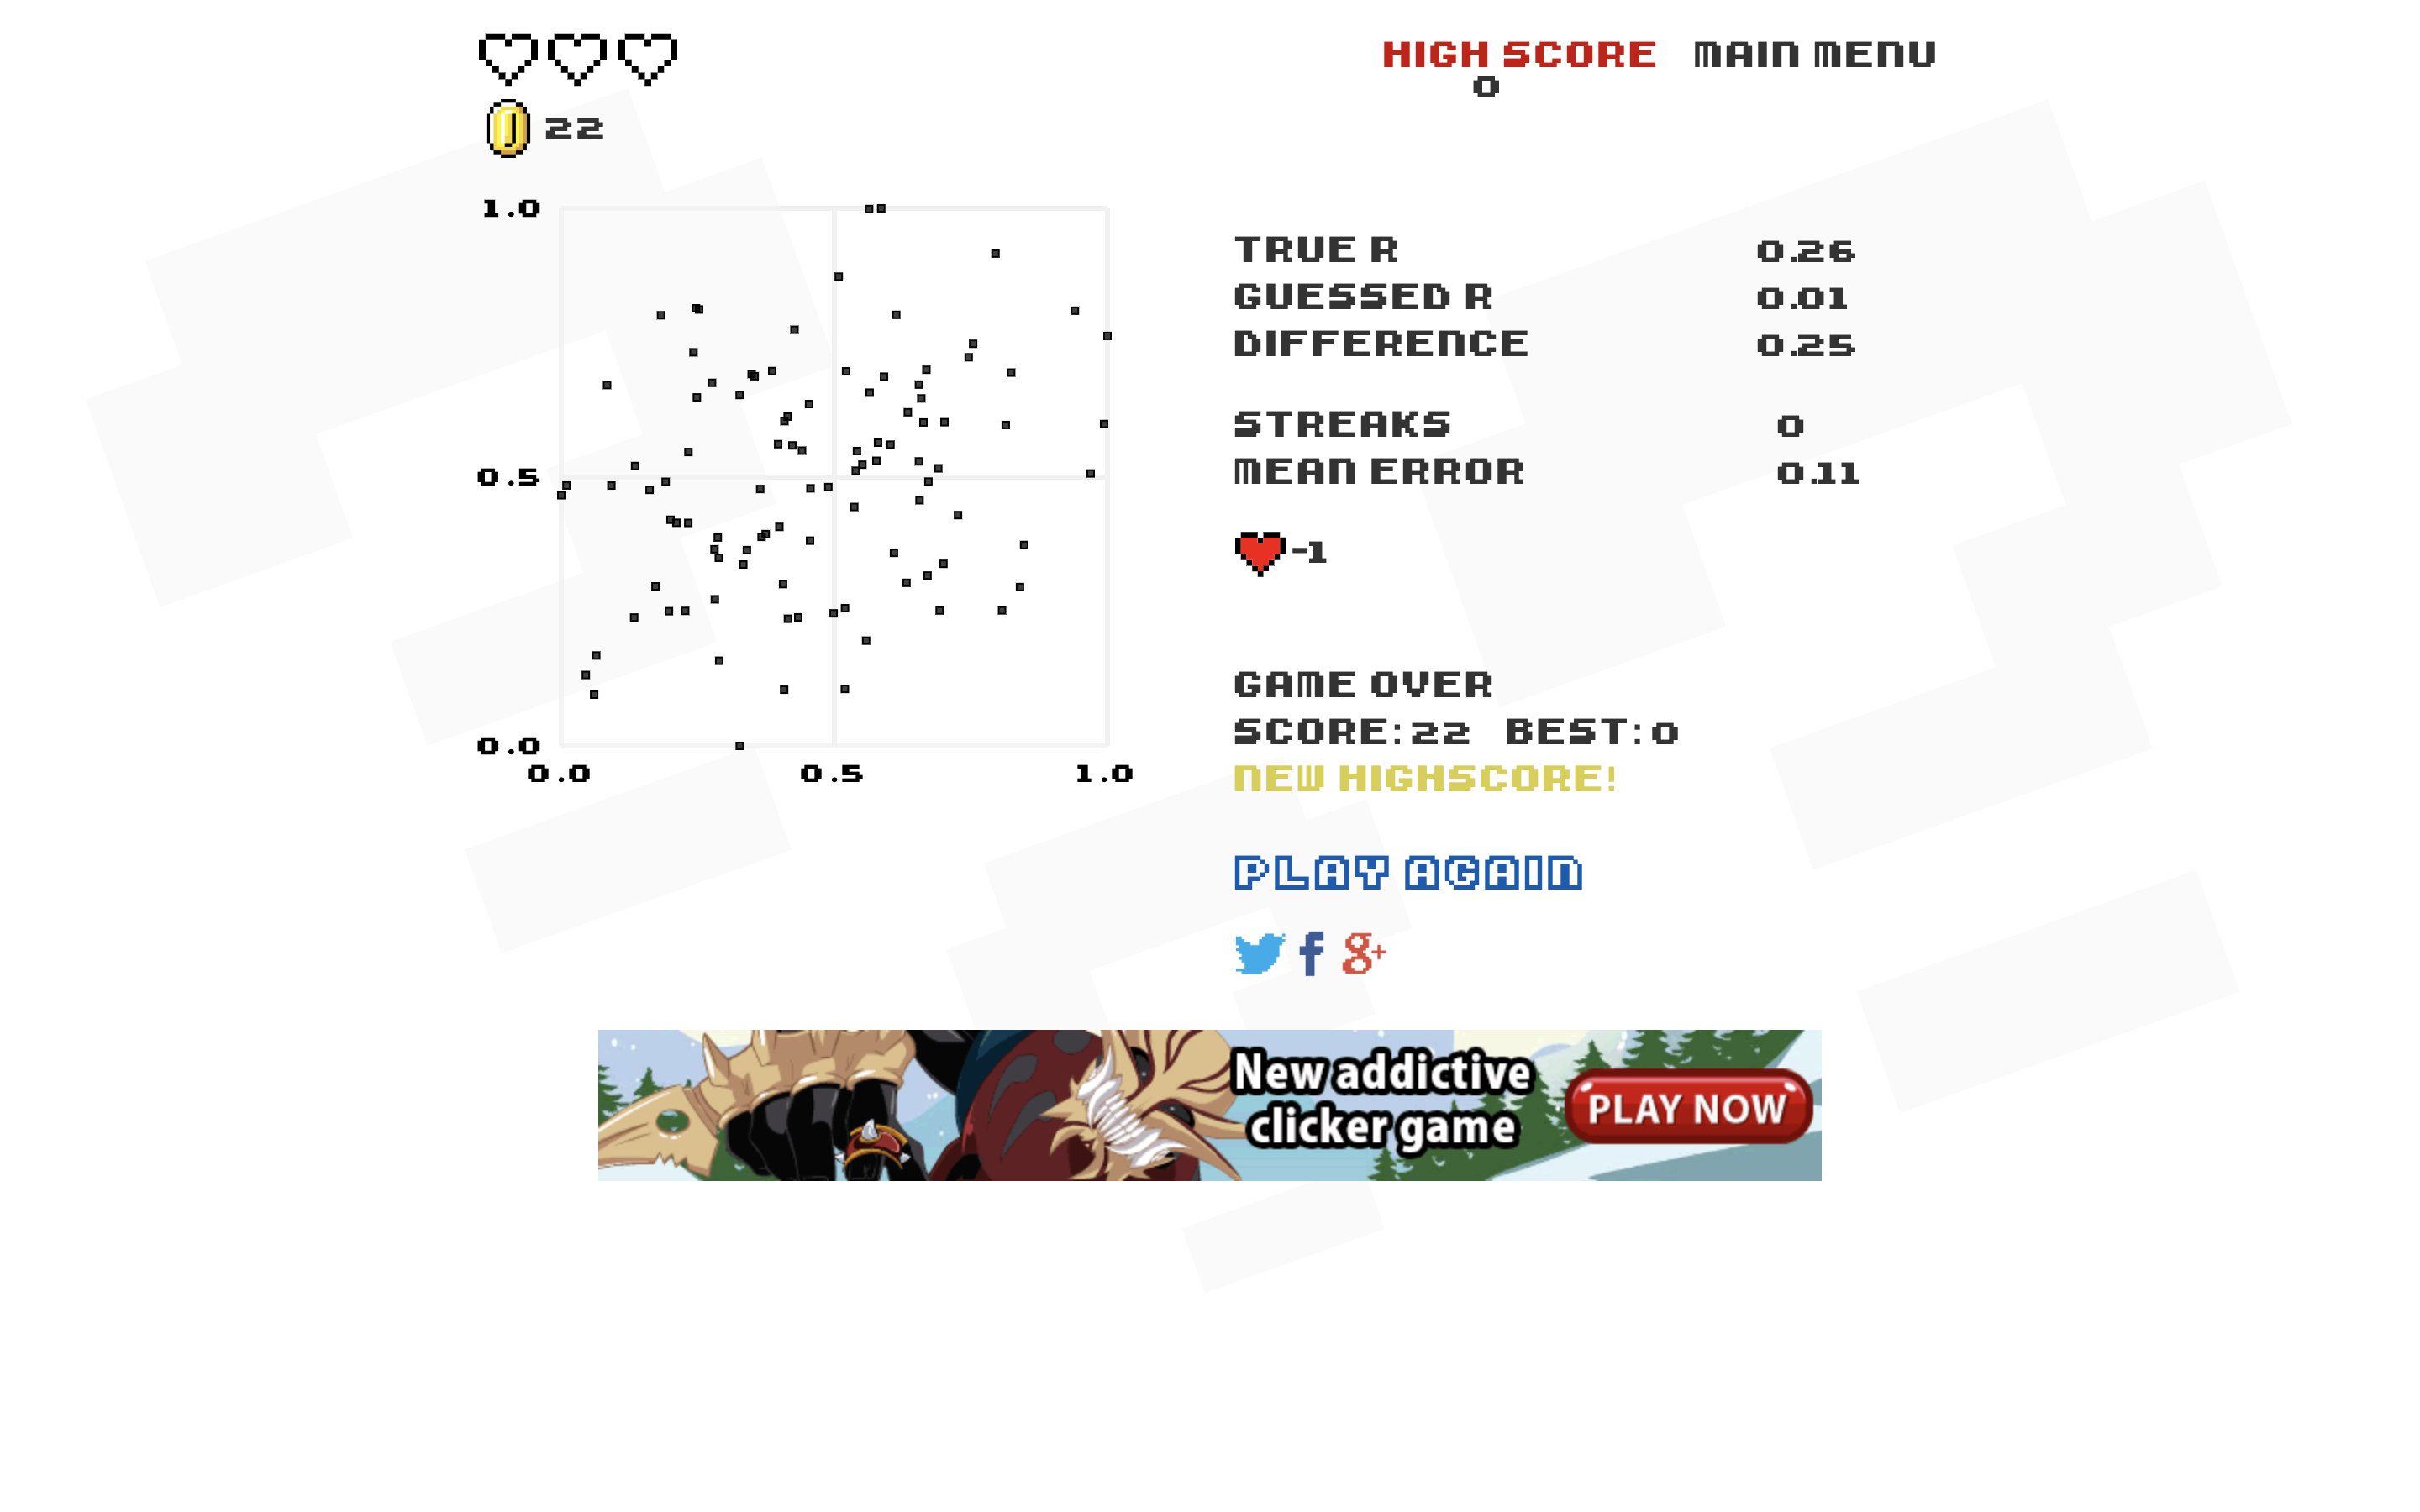 HIGH SCORE MAIN MENU
0
22
1.0
0.5
0.0
0.0 0.5 1.0
TRUE R 0.26
GUESSED R 0.01
DIFFERENCE 0.25
STREAKS 0
MEAN ERROR 0.11
-1
GAME OVER
SCORE:22 BEST:0
NEW HIGHSCORE!
PLAY AGAIN
f g+
New addictive
clicker game
PLAY NOW